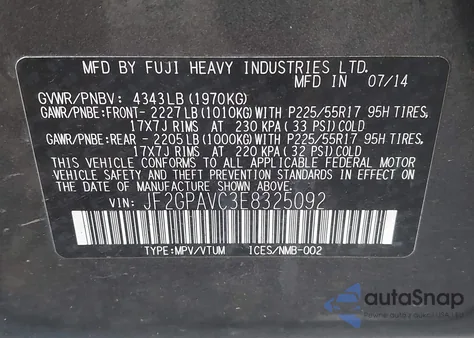 MFD BY FUJI HEAVY INDUSTRIES LTD.
MFD IN 07/14
GVWR/PNBV: 4343LB(1970KG)
GAWR/PNBE:FRONT- 2227LB(1010KG)WITH P225/55R17 95H TIRES,
17X7J RIMS AT 230 KPA(33 PSI)COLD
GAWR/PNBE:REAR - 2205LB(1000KG)WITH P225/55R17 95H TIRES,
17X7J RIMS AT 220 KPA(32 PSI)COLD
THIS VEHICLE CONFORMS TO ALL APPLICABLE FEDERAL MOTOR
VEHICLE SAFETY, BUMPER, AND THEFT PREVENTION STANDARDS IN
EFFECT ON THE DATE OF MANUFACTURE SHOWN ABOVE.
VIN: JF2GPAVC3E8325092
TYPE:MPV/VTUM ICES/NMB-002
autoSnap